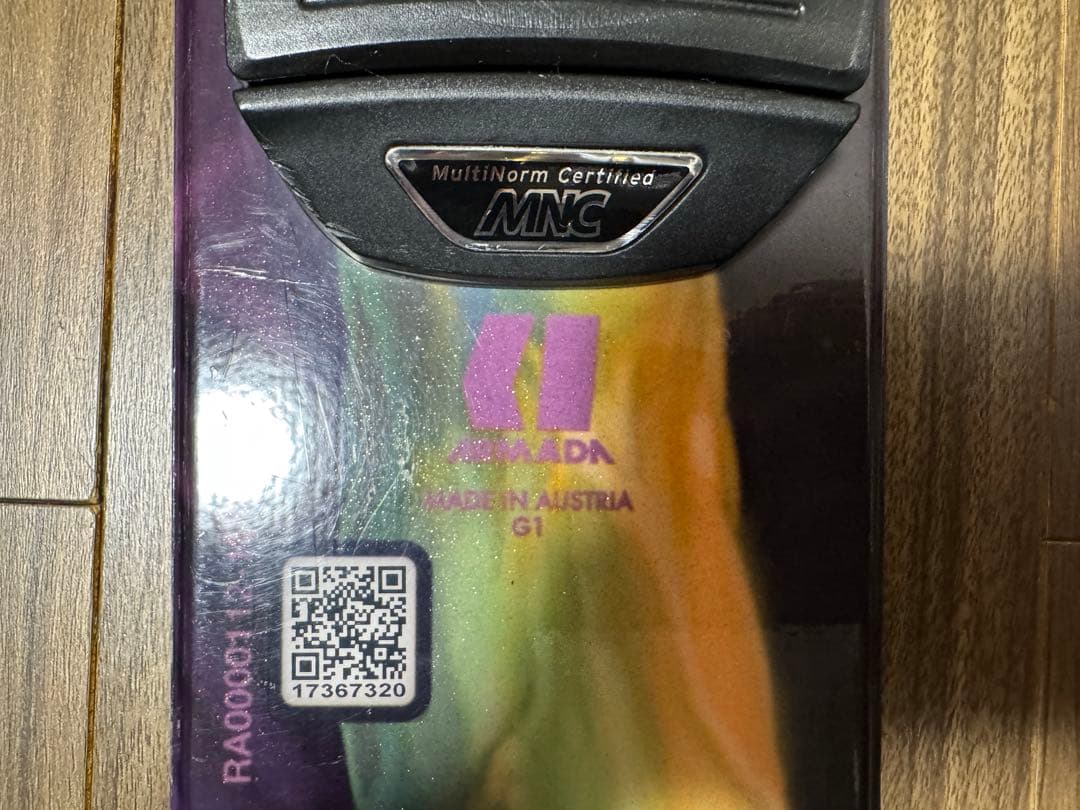 MultiNorm Certified
MNC
ARMADA
MADE IN AUSTRIA
G1
17367320